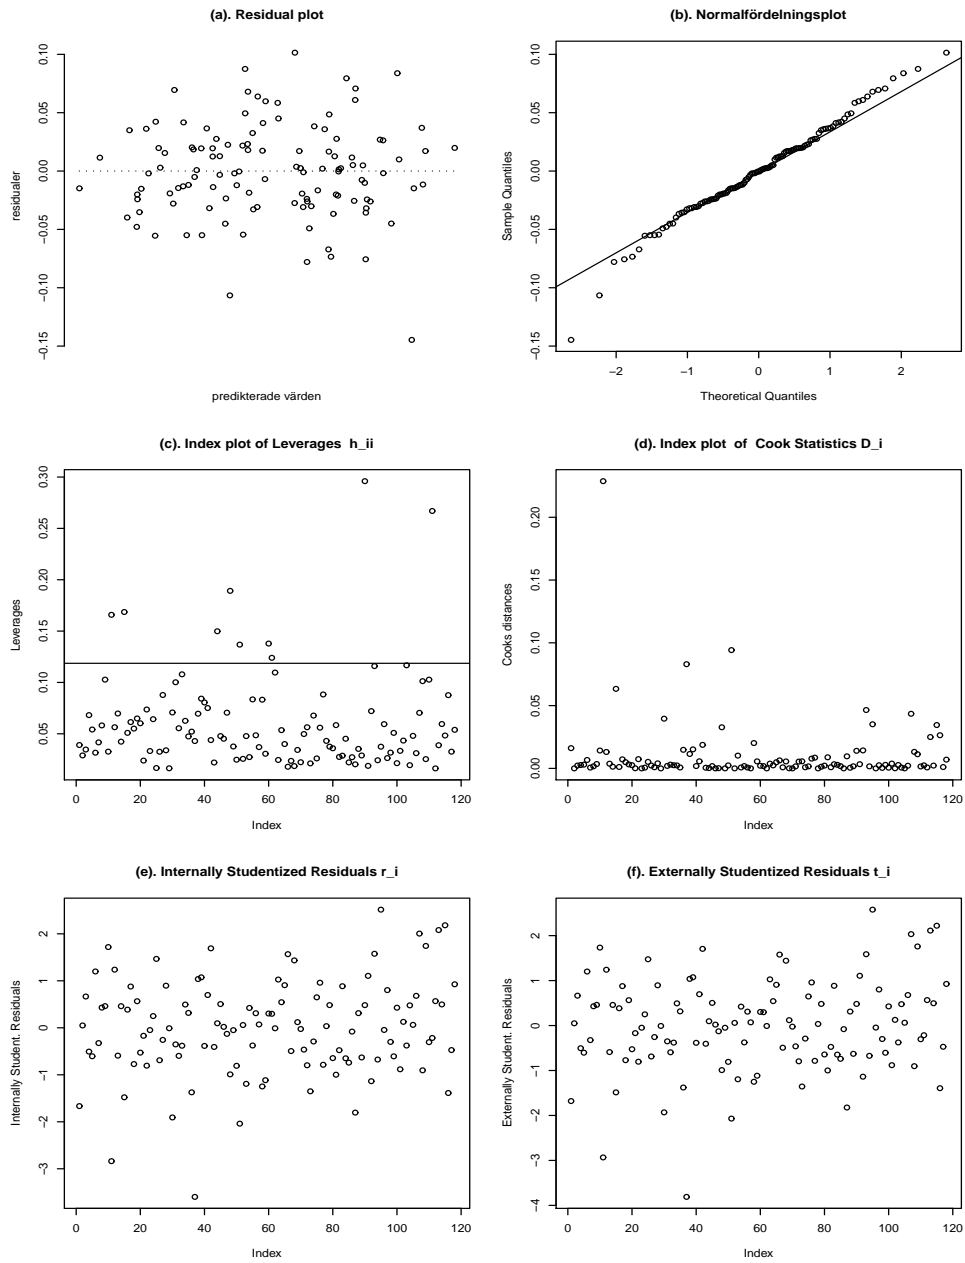 (a). Residual plot
residualer
0.10
0.05
0.00
−0.05
−0.10
−0.15
predikterade värden
(b). Normalfördelningsplot
Sample Quantiles
0.10
0.05
0.00
−0.05
−0.10
−0.15
−2 −1 0 1 2
Theoretical Quantiles
(c). Index plot of Leverages h_ii
Leverages
0.30
0.25
0.20
0.15
0.10
0.05
0 20 40 60 80 100 120
Index
(d). Index plot of Cook Statistics D_i
Cooks distances
0.20
0.15
0.10
0.05
0.00
0 20 40 60 80 100 120
Index
(e). Internally Studentized Residuals r_i
Internally Student. Residuals
2
1
0
−1
−2
−3
0 20 40 60 80 100 120
Index
(f). Externally Studentized Residuals t_i
Externally Student. Residuals
2
1
0
−1
−2
−3
−4
0 20 40 60 80 100 120
Index